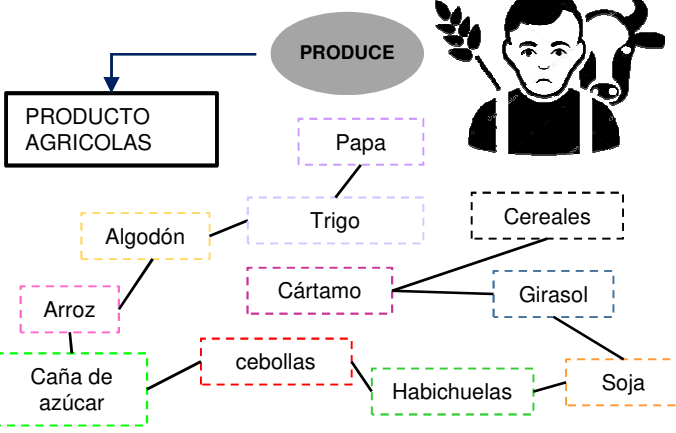 PRODUCE
PRODUCTO
AGRICOLAS
Papa
Trigo
Cereales
Algodón
Cártamo
Girasol
Arroz
cebollas
Caña de
azúcar
Habichuelas
Soja